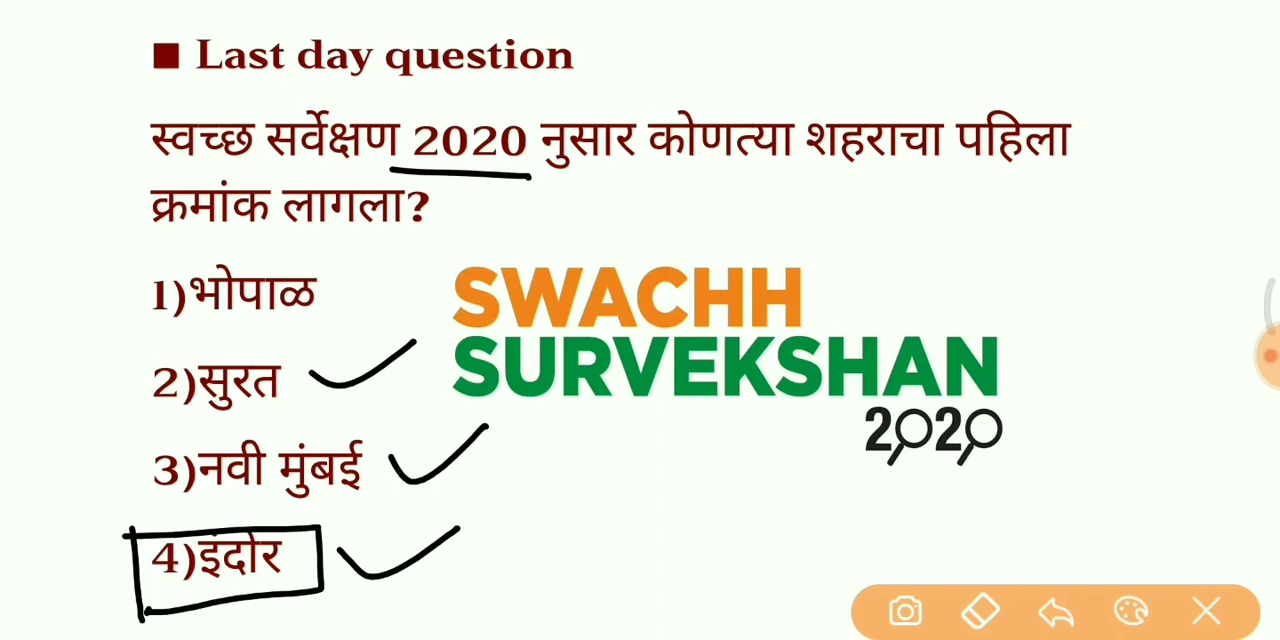 ■ Last day question
स्वच्छ सर्वेक्षण 2020 नुसार कोणत्या शहराचा पहिला
क्रमांक लागला?
1)भोपाळ
2)सुरत
3)नवी मुंबई
4)इंदोर
SWACHH
SURVEKSHAN
2020